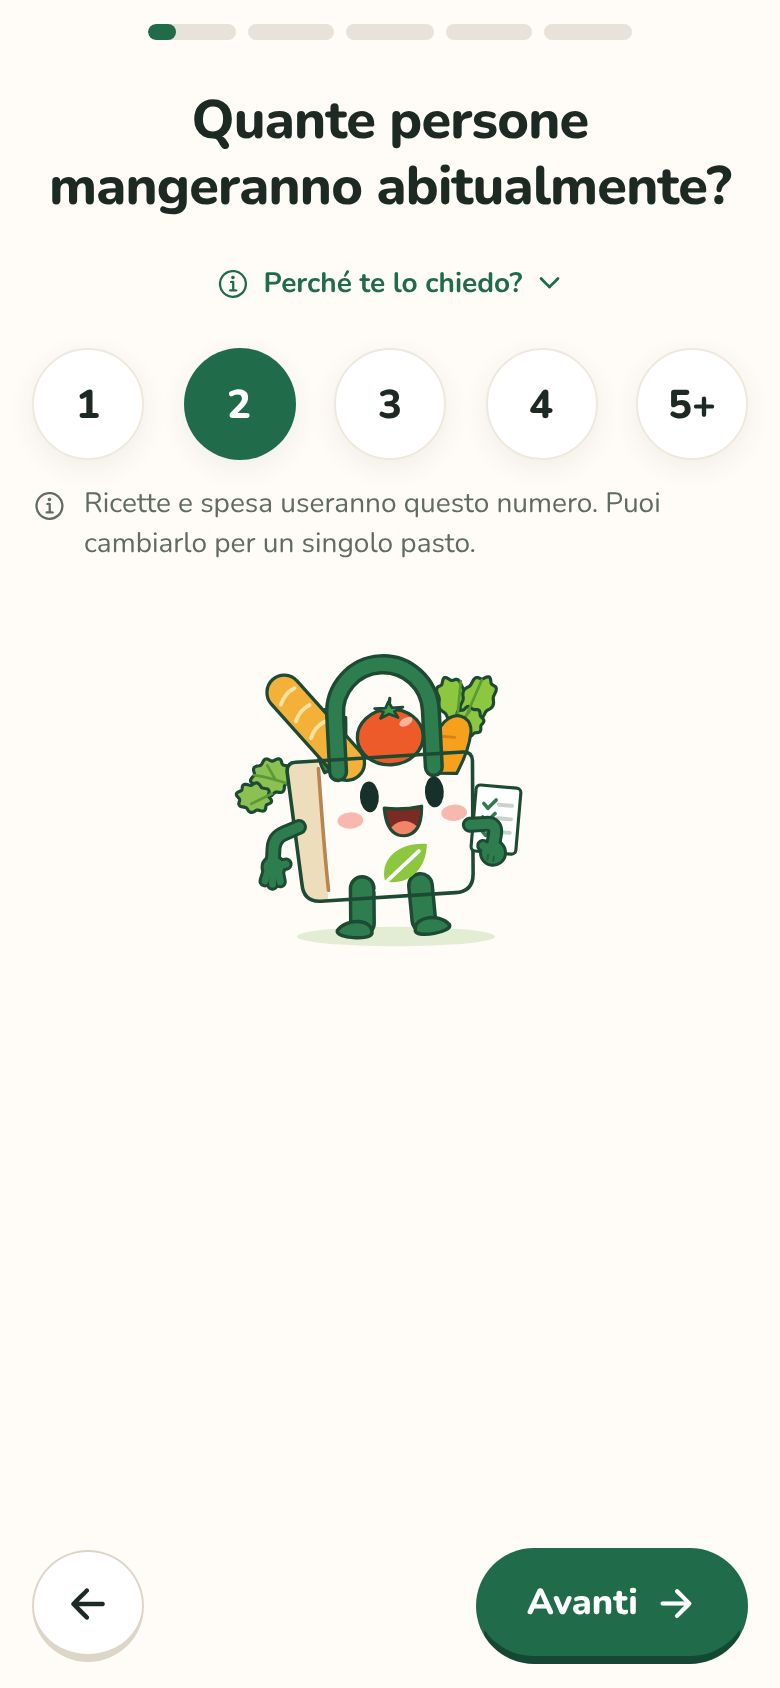 Quante persone
mangeranno abitualmente?
Perché te lo chiedo?
1 2 3 4 5+
Ricette e spesa useranno questo numero. Puoi
cambiarlo per un singolo pasto.
Avanti